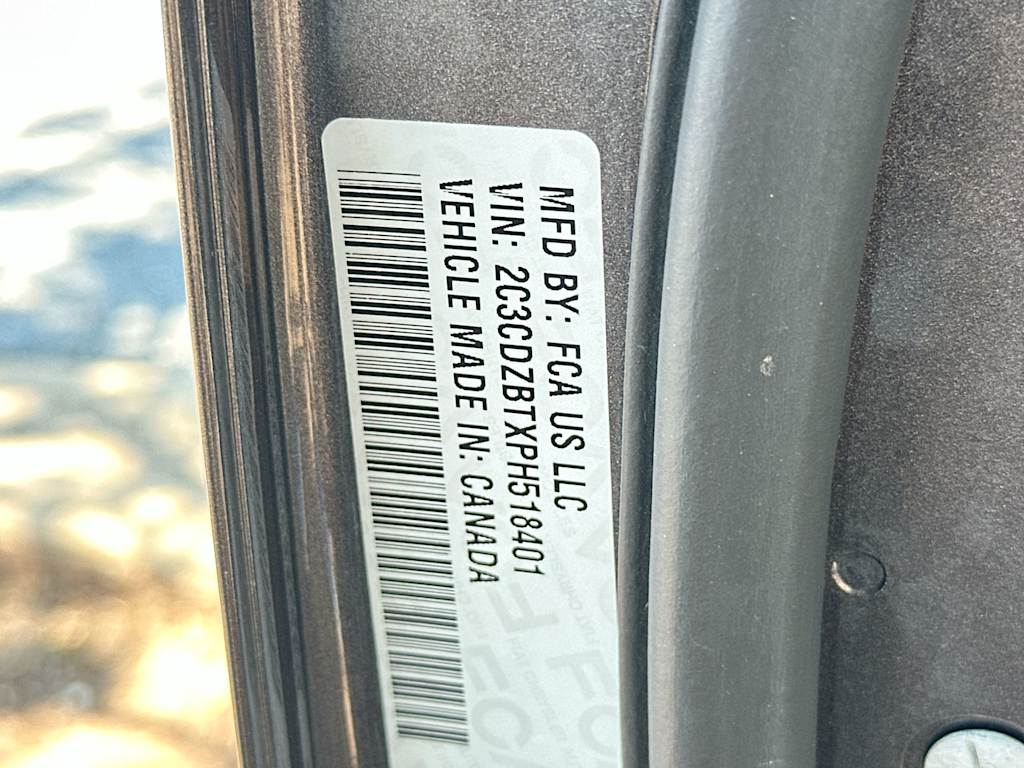 MFD BY: FCA US LLC
VIN: 2C3CDZBTXPH518401
VEHICLE MADE IN: CANADA